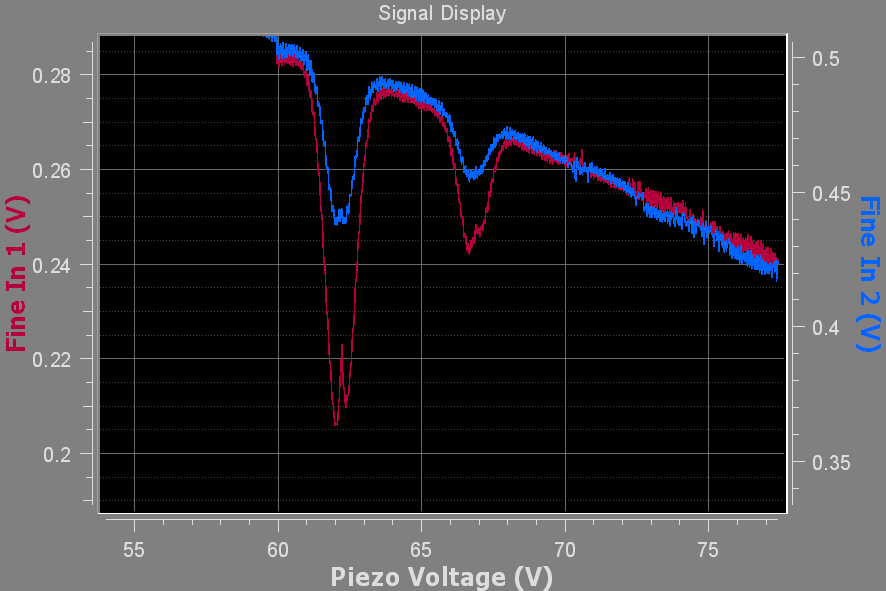 Signal Display
0.28
0.26
0.24
0.22
0.2
Fine In 1 (V)
0.5
0.45
0.4
0.35
Fine In 2 (V)
55 60 65 70 75
Piezo Voltage (V)